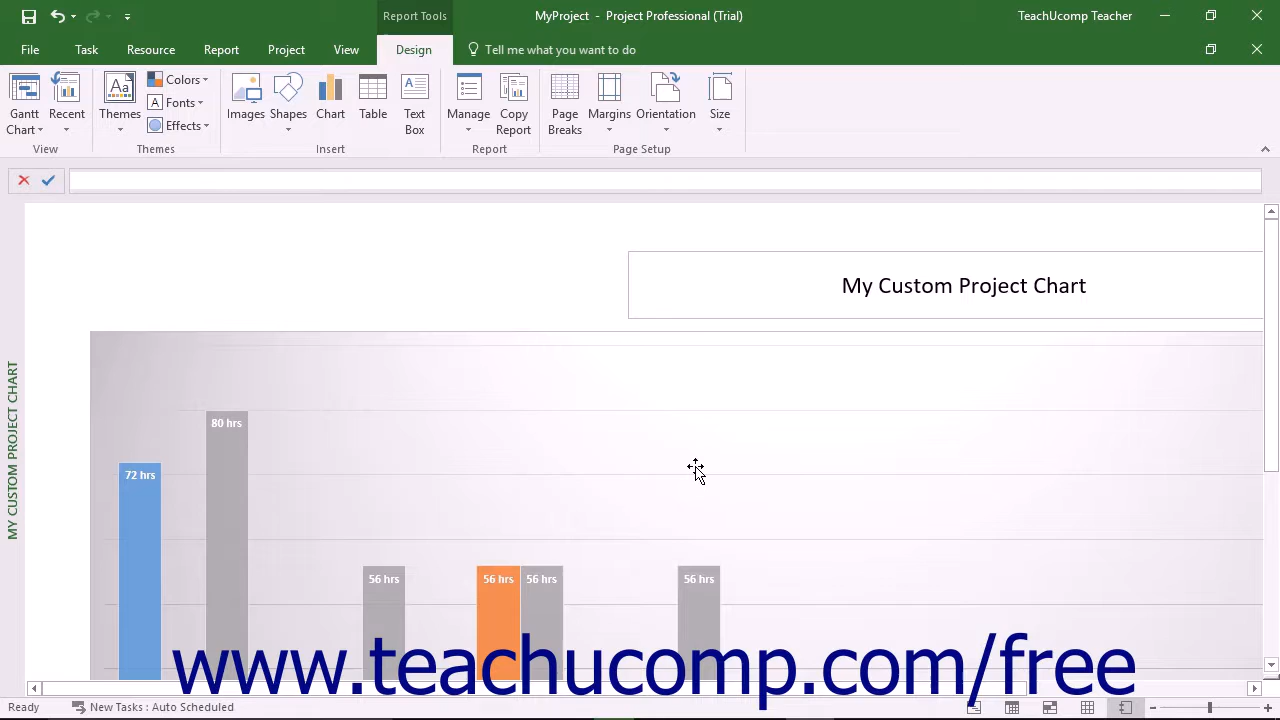 Report Tools
MyProject - Project Professional (Trial)
TeachUcomp Teacher
File Task Resource Report Project View Design Tell me what you want to do
Gantt Chart
Recent
Themes
Colors
Fonts
Effects
Images
Shapes
Chart
Table
Text Box
Manage
Copy Report
Page Breaks
Margins
Orientation
Size
View Themes Insert Report Page Setup
My Custom Project Chart
MY CUSTOM PROJECT CHART
80 hrs
72 hrs
56 hrs 56 hrs 56 hrs 56 hrs
www.teachucomp.com/free
Ready New Tasks : Auto Scheduled